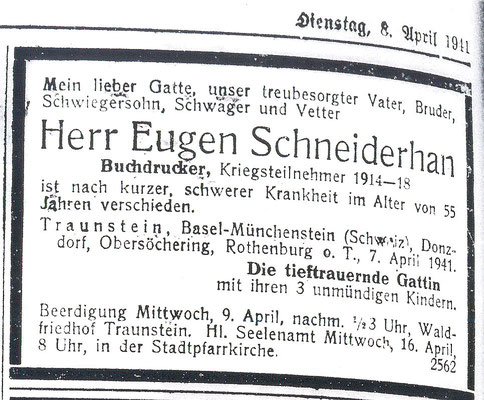 Dienstag, 8. April 1941
Mein lieber Gatte, unser treubesorgter Vater, Bruder,
Schwiegersohn, Schwager und Vetter
Herr Eugen Schneiderhan
Buchdrucker, Kriegsteilnehmer 1914—18
ist nach kurzer, schwerer Krankheit im Alter von 55
Jahren verschieden.
Traunstein, Basel-Münchenstein (Schweiz), Donz-
dorf, Obersöchering, Rothenburg o. T., 7. April 1941.
Die tieftrauernde Gattin
mit ihren 3 unmündigen Kindern.
Beerdigung Mittwoch, 9. April, nachm. ½3 Uhr, Wald-
friedhof Traunstein. Hl. Seelenamt Mittwoch, 16. April,
8 Uhr, in der Stadtpfarrkirche.
2562